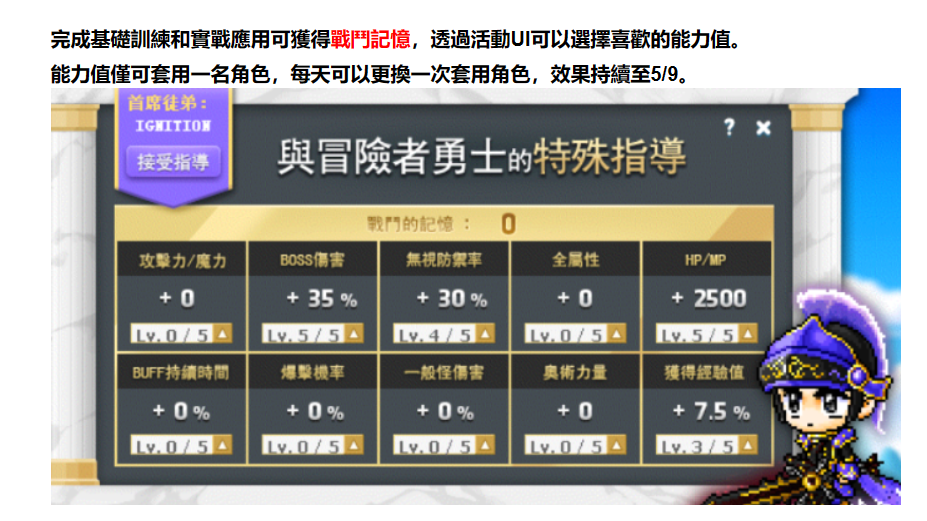 完成基礎訓練和實戰應用可獲得戰鬥記憶，透過活動UI可以選擇喜歡的能力值。
能力值僅可套用一名角色，每天可以更換一次套用角色，效果持續至5/9。
首席徒弟：
IGNITION
接受指導
? ×
與冒險者勇士的特殊指導
戰鬥的記憶： 0
攻擊力/魔力 BOSS傷害 無視防禦率 全屬性 HP/MP
+ 0 + 35 % + 30 % + 0 + 2500
Lv. 0 / 5 Lv. 5 / 5 Lv. 4 / 5 Lv. 0 / 5 Lv. 5 / 5
BUFF持續時間 爆擊機率 一般怪傷害 奧術力量 獲得經驗值
+ 0 % + 0 % + 0 % + 0 + 7.5 %
Lv. 0 / 5 Lv. 0 / 5 Lv. 0 / 5 Lv. 0 / 5 Lv. 3 / 5